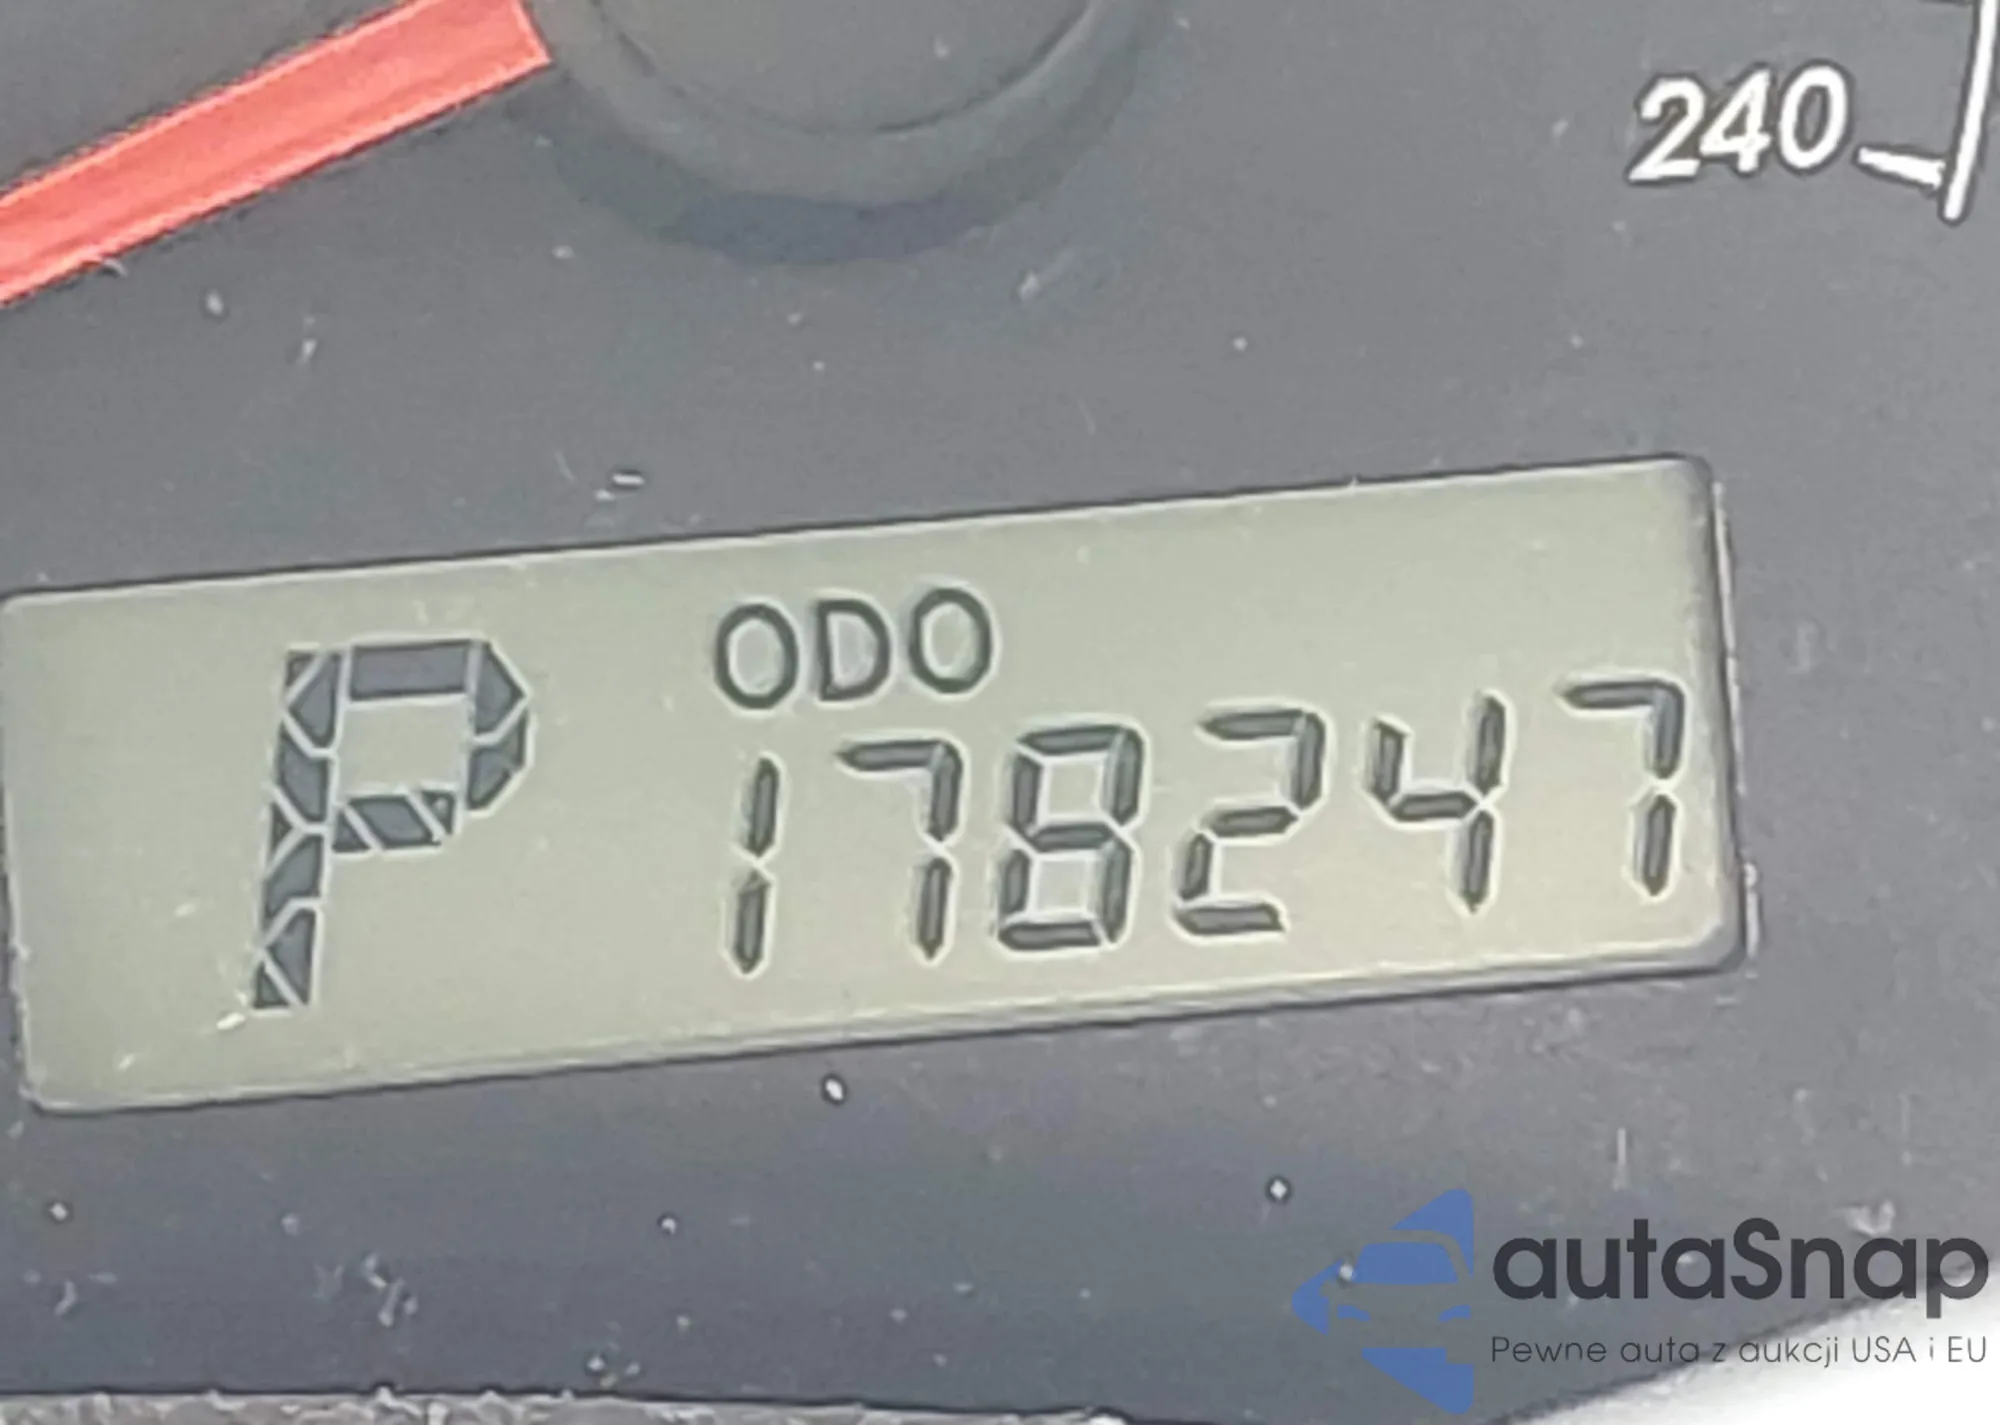 240
ODO
P 178247
autaSnap
Pewne auta z aukcji USA i EU